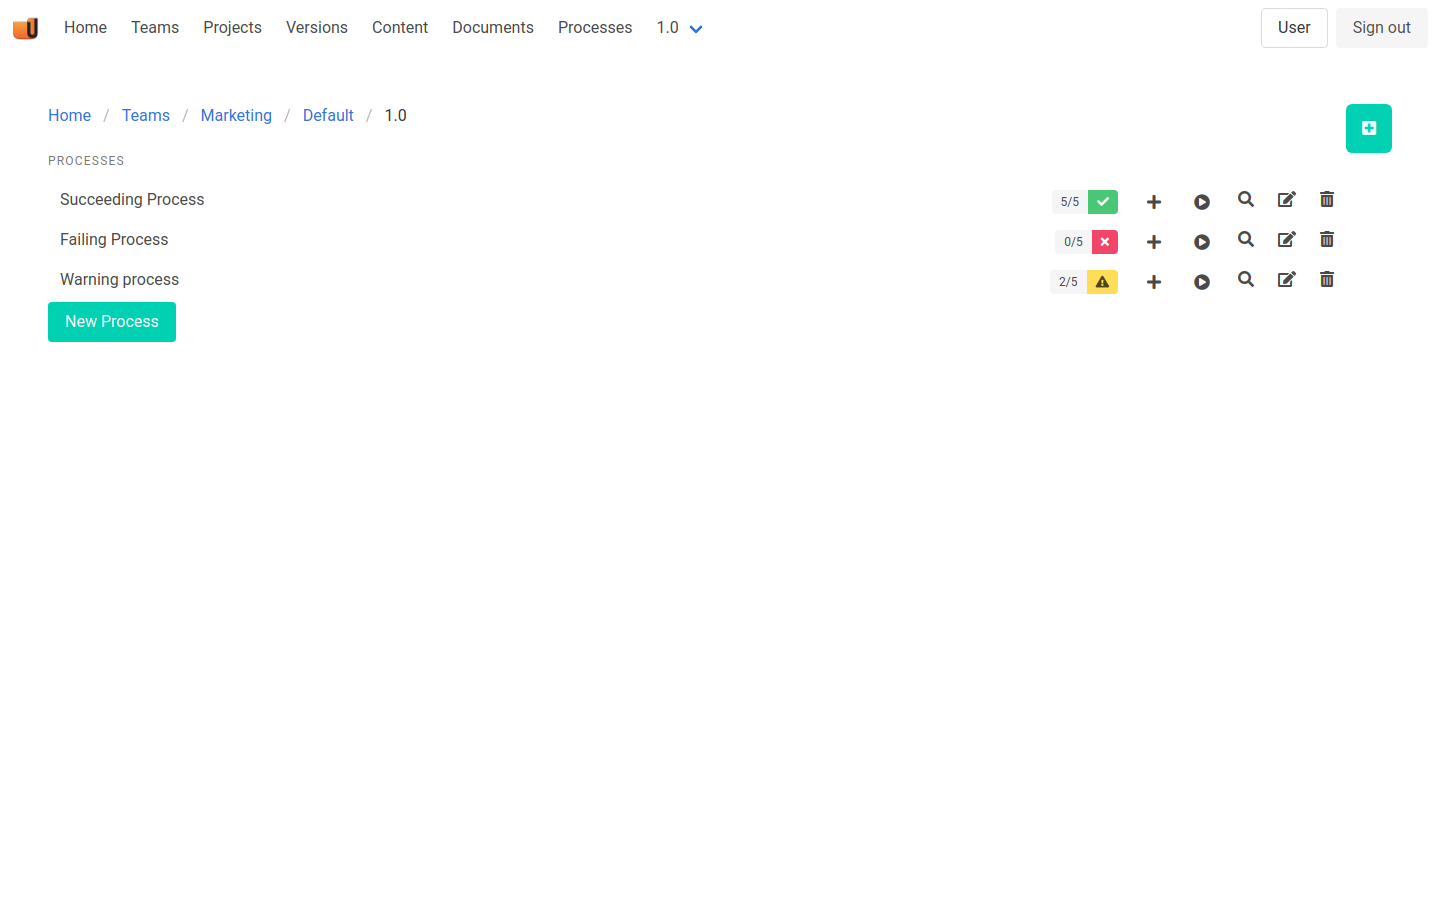 Home Teams Projects Versions Content Documents Processes 1.0 User Sign out
Home / Teams / Marketing / Default / 1.0
PROCESSES
Succeeding Process 5/5
Failing Process 0/5
Warning process 2/5
New Process